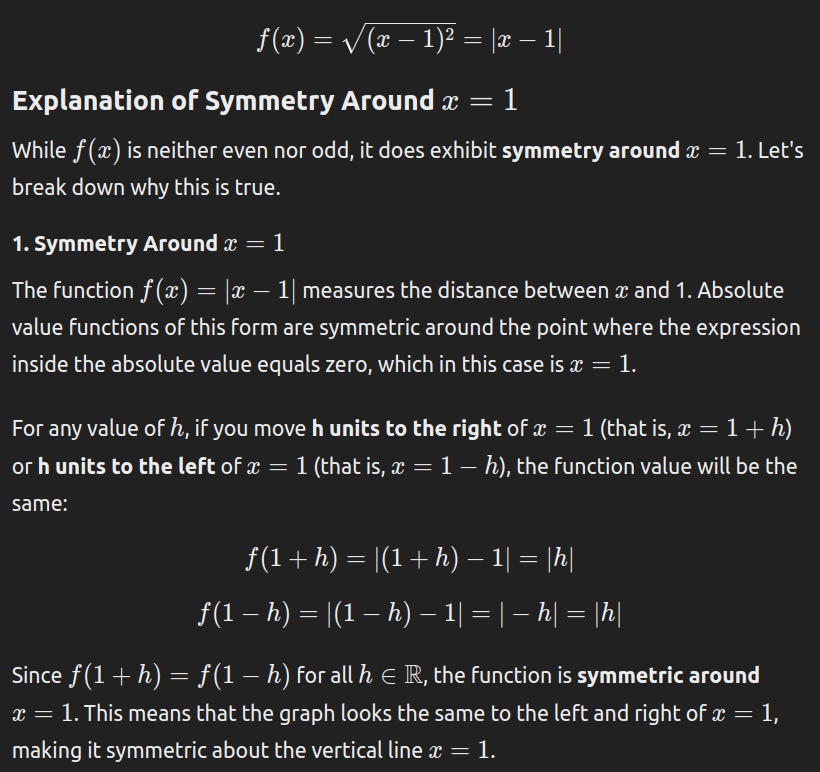 f(x) = √(x − 1)² = |x − 1|
Explanation of Symmetry Around x = 1
While f(x) is neither even nor odd, it does exhibit symmetry around x = 1. Let's
break down why this is true.
1. Symmetry Around x = 1
The function f(x) = |x − 1| measures the distance between x and 1. Absolute
value functions of this form are symmetric around the point where the expression
inside the absolute value equals zero, which in this case is x = 1.
For any value of h, if you move h units to the right of x = 1 (that is, x = 1 + h)
or h units to the left of x = 1 (that is, x = 1 − h), the function value will be the
same:
f(1 + h) = |(1 + h) − 1| = |h|
f(1 − h) = |(1 − h) − 1| = | − h| = |h|
Since f(1 + h) = f(1 − h) for all h ∈ ℝ, the function is symmetric around
x = 1. This means that the graph looks the same to the left and right of x = 1,
making it symmetric about the vertical line x = 1.